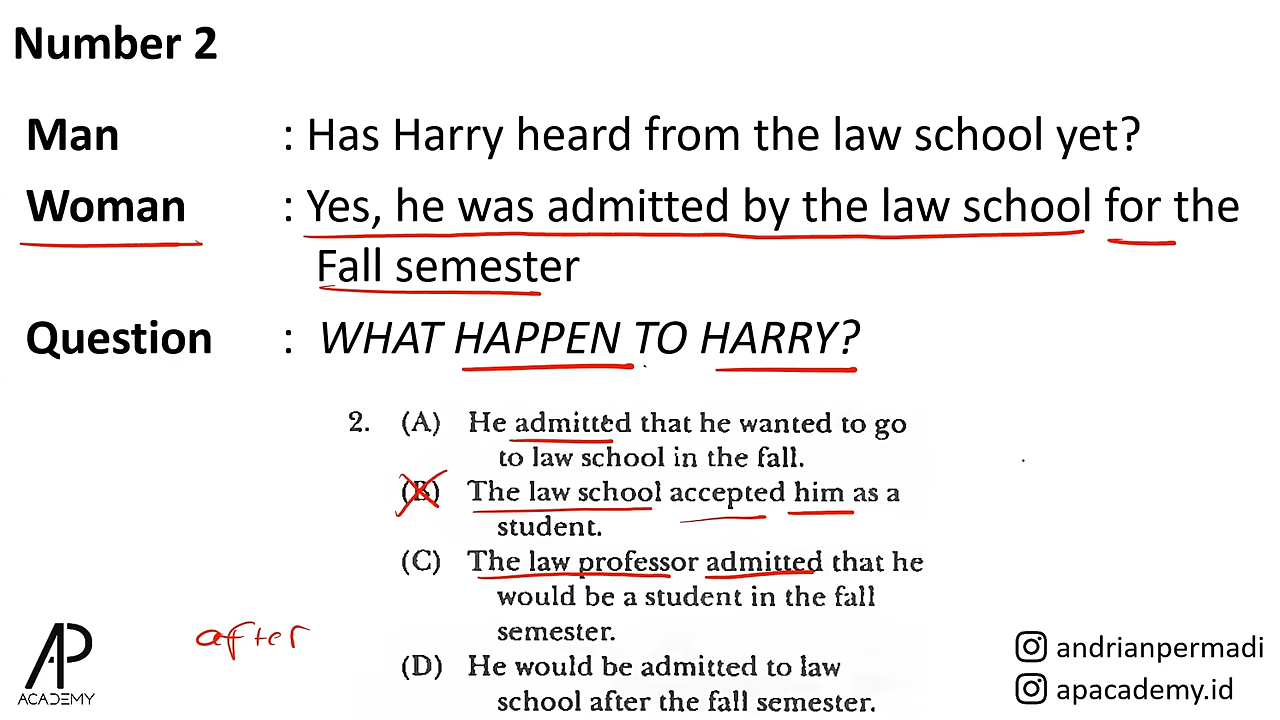 Number 2
Man : Has Harry heard from the law school yet?
Woman : Yes, he was admitted by the law school for the
Fall semester
Question : WHAT HAPPEN TO HARRY?
2. (A) He admitted that he wanted to go
to law school in the fall.
(B) The law school accepted him as a
student.
(C) The law professor admitted that he
would be a student in the fall
semester.
(D) He would be admitted to law
school after the fall semester.
after
AP
ACADEMY
andrianpermadi
apacademy.id